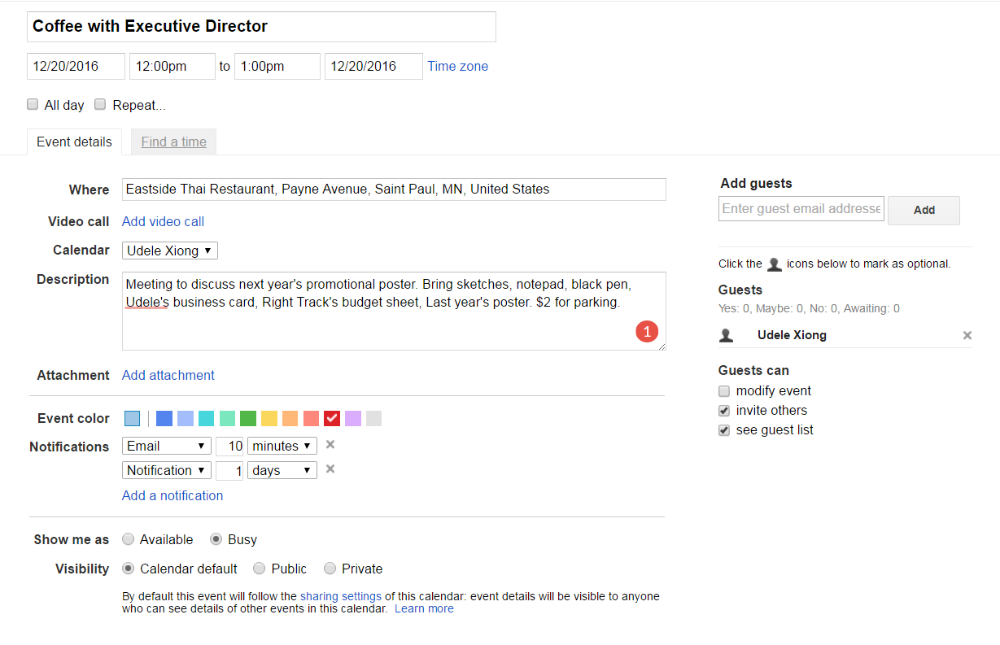 Coffee with Executive Director
12/20/2016 12:00pm to 1:00pm 12/20/2016 Time zone
All day Repeat...
Event details Find a time
Where Eastside Thai Restaurant, Payne Avenue, Saint Paul, MN, United States
Video call Add video call
Calendar Udele Xiong
Description Meeting to discuss next year's promotional poster. Bring sketches, notepad, black pen,
Udele's business card, Right Track's budget sheet, Last year's poster. $2 for parking.
1
Attachment Add attachment
Event color
Notifications Email 10 minutes
Notification 1 days
Add a notification
Show me as Available Busy
Visibility Calendar default Public Private
By default this event will follow the sharing settings of this calendar: event details will be visible to anyone
who can see details of other events in this calendar. Learn more
Add guests
Enter guest email addresse Add
Click the icons below to mark as optional.
Guests
Yes: 0, Maybe: 0, No: 0, Awaiting: 0
Udele Xiong
Guests can
modify event
invite others
see guest list